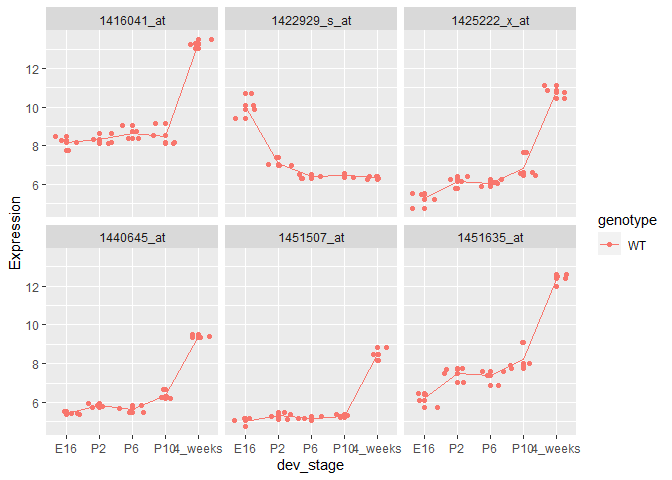 1416041_at 1422929_s_at 1425222_x_at
12
10
8
6
1440645_at 1451507_at 1451635_at
12
10
8
6
E16 P2 P6 P10 4_weeks E16 P2 P6 P10 4_weeks E16 P2 P6 P10 4_weeks
dev_stage
Expression
genotype
WT